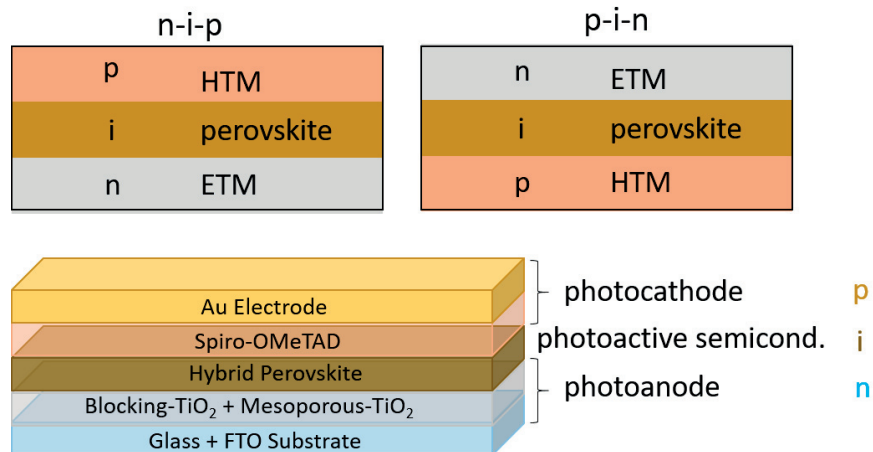 n-i-p
p HTM
i perovskite
n ETM
p-i-n
n ETM
i perovskite
p HTM
Au Electrode
Spiro-OMeTAD
Hybrid Perovskite
Blocking-TiO₂ + Mesoporous-TiO₂
Glass + FTO Substrate
photocathode p
photoactive semicond. i
photoanode n